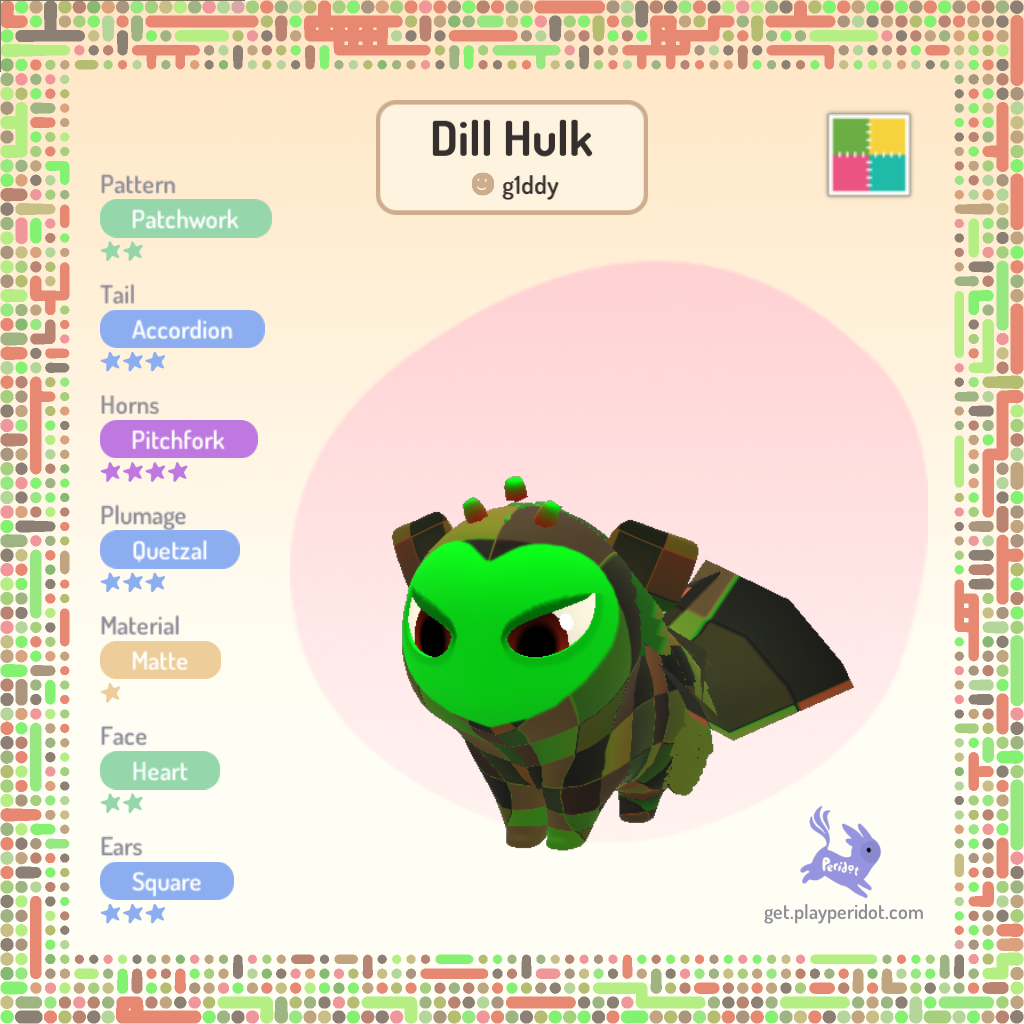 Dill Hulk
g1ddy
Pattern
Patchwork
Tail
Accordion
Horns
Pitchfork
Plumage
Quetzal
Material
Matte
Face
Heart
Ears
Square
Peridot
get.playperidot.com